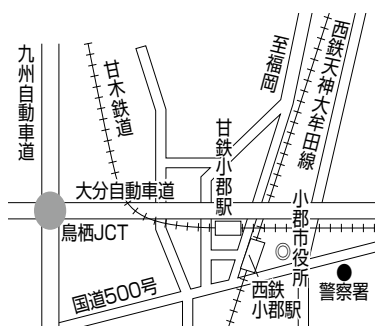 九州自動車道
甘木鉄道
至福岡
西鉄天神大牟田線
甘鉄小郡駅
大分自動車道
小郡市役所
鳥栖JCT
国道500号
西鉄
小郡駅
警察署